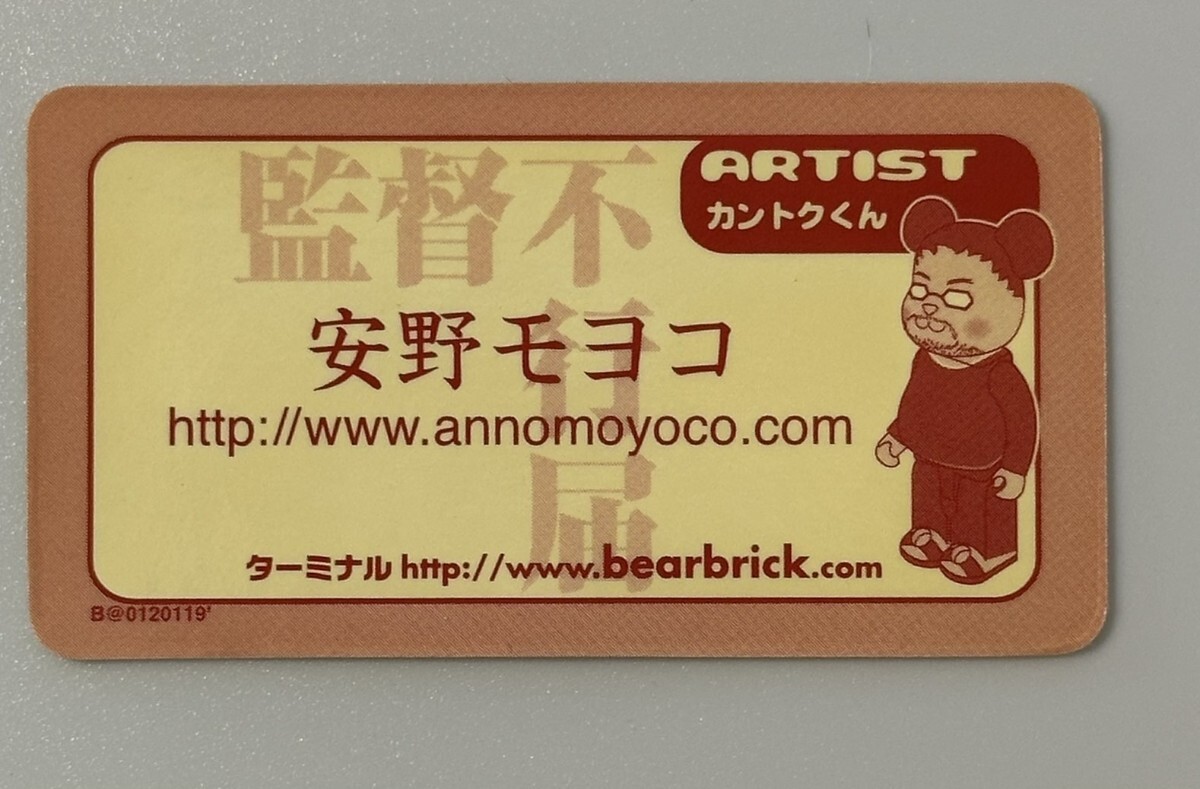 ARTIST
カントクくん
監督不
行
届
安野モヨコ
http://www.annomoyoco.com
ターミナル http://www.bearbrick.com
B@0120119'